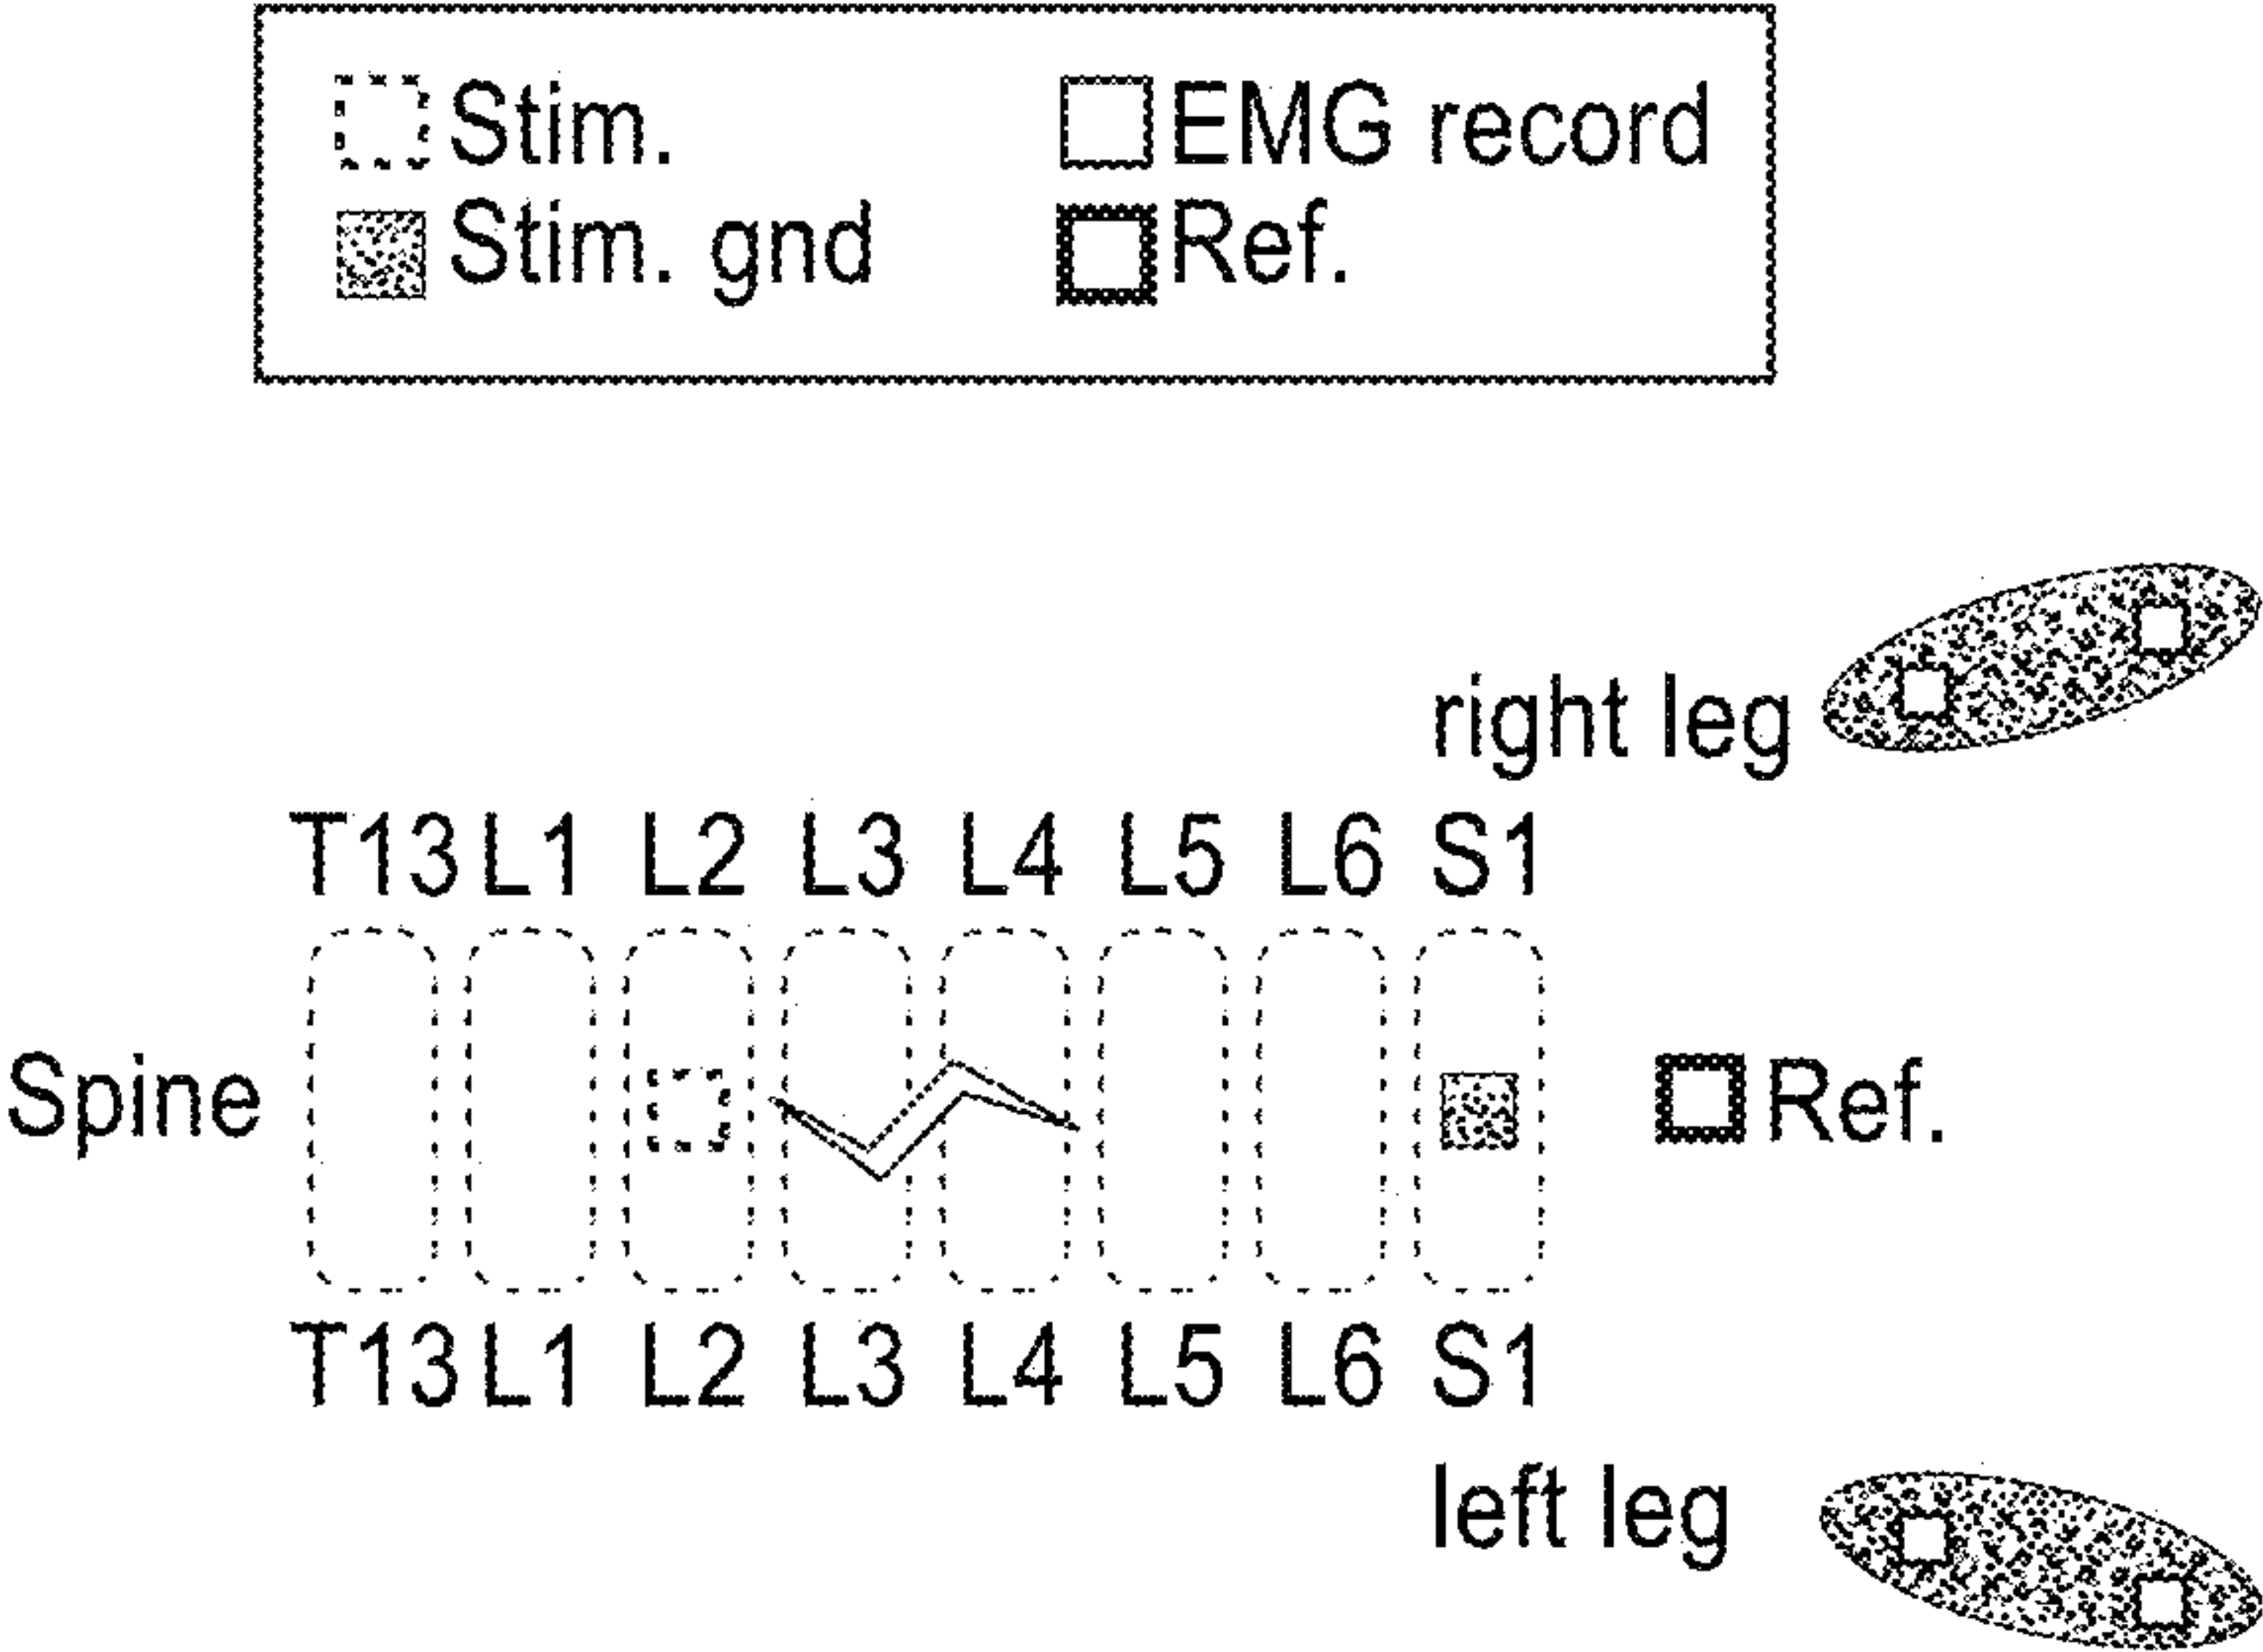 Stim. EMG record
Stim. gnd Ref.
right leg
T13 L1 L2 L3 L4 L5 L6 S1
Spine Ref.
T13 L1 L2 L3 L4 L5 L6 S1
left leg